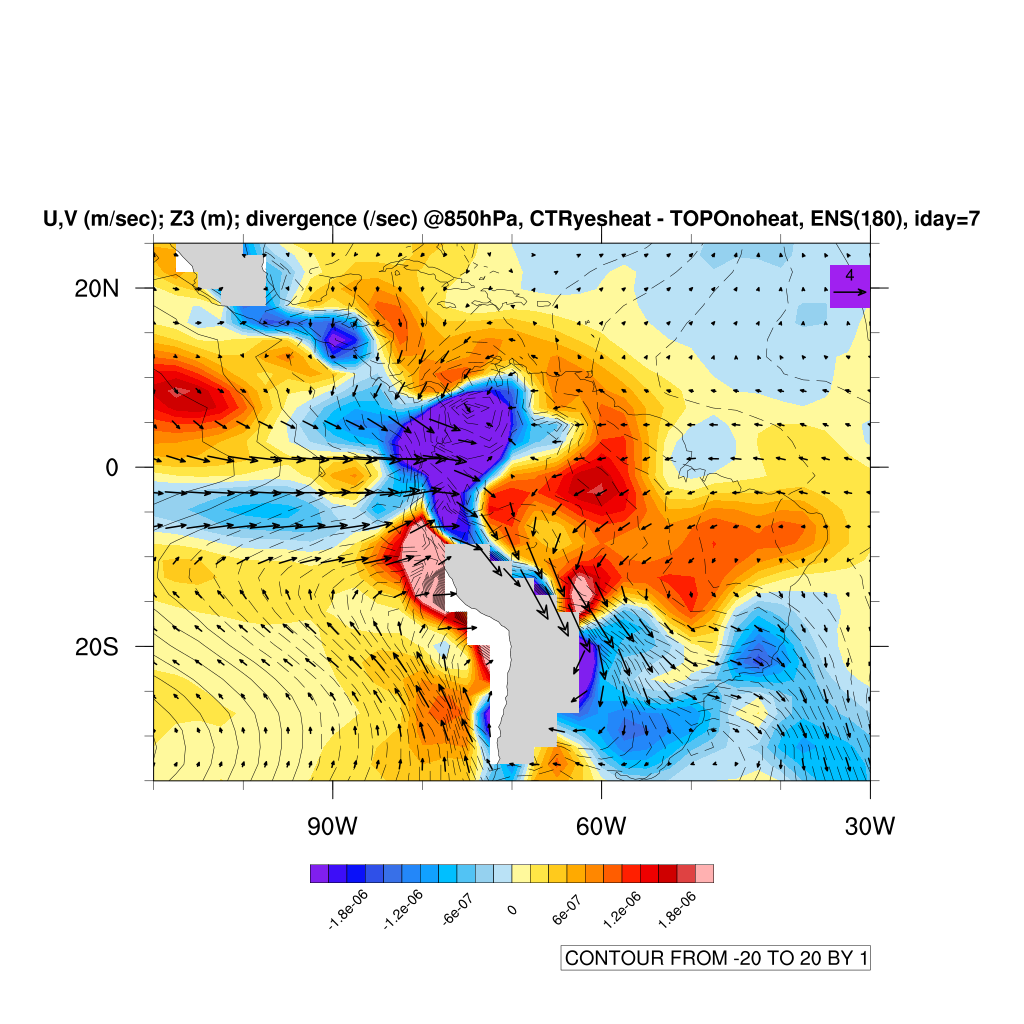 U,V (m/sec); Z3 (m); divergence (/sec) @850hPa, CTRyesheat - TOPOnoheat, ENS(180), iday=7
4
20N
0
20S
90W 60W 30W
-1.8e-06 -1.2e-06 -6e-07 0 6e-07 1.2e-06 1.8e-06
CONTOUR FROM -20 TO 20 BY 1